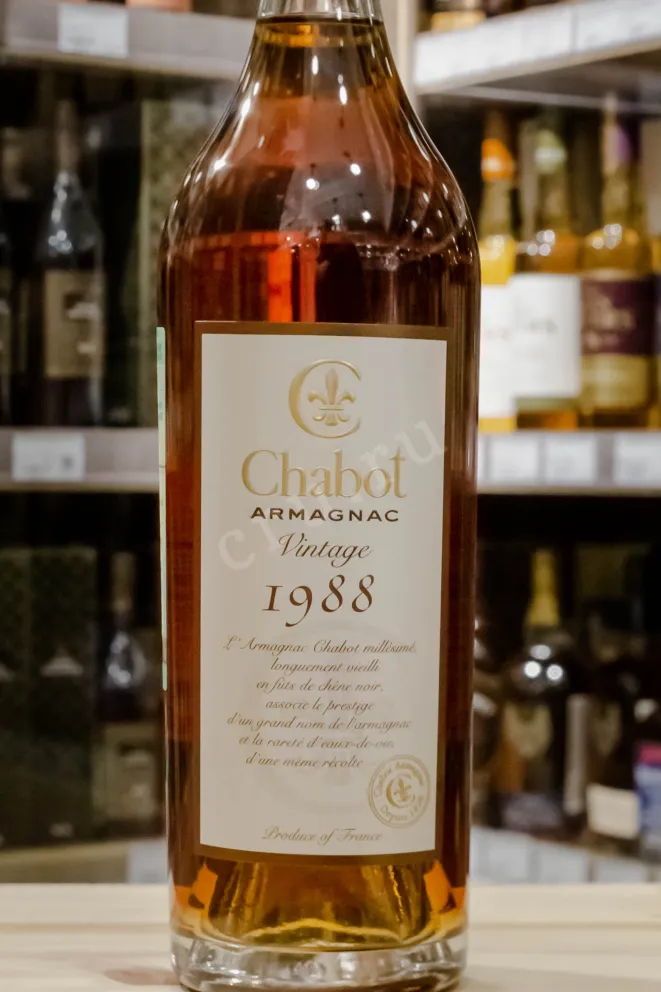 Chabot
ARMAGNAC
Vintage
1988
L'Armagnac Chabot millésimé,
longuement vieilli
en fûts de chêne noir,
associe le prestige
d'un grand nom de l'armagnac
et la rareté d'eaux-de-vie,
d'une même récolte
Depuis
Produce of France